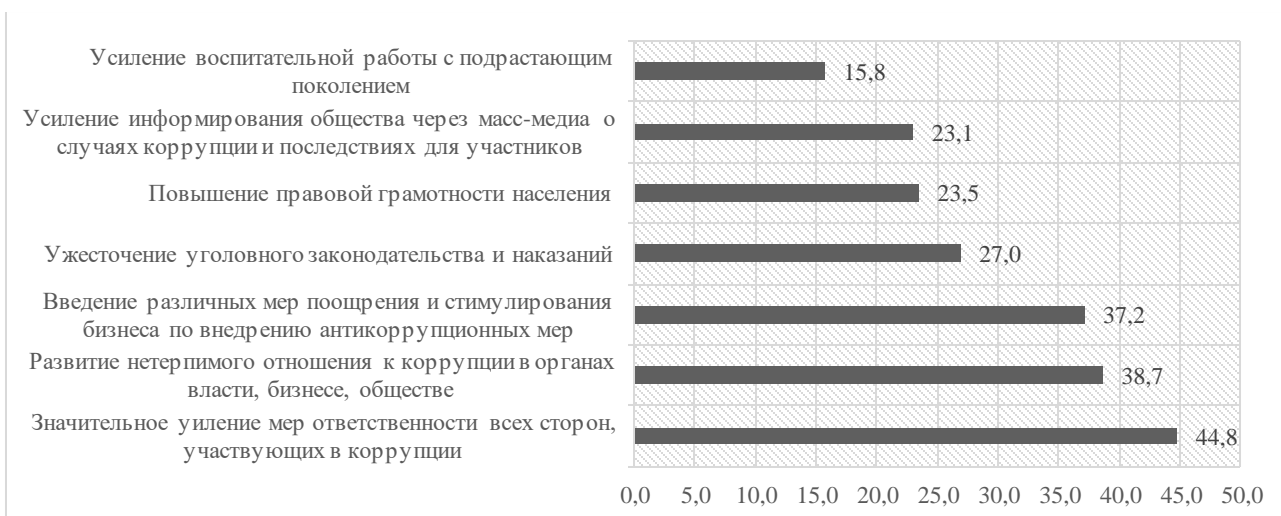 Усиление воспитательной работы с подрастающим
поколением
15,8
Усиление информирования общества через масс-медиа о
случаях коррупции и последствиях для участников
23,1
Повышение правовой грамотности населения
23,5
Ужесточение уголовного законодательства и наказаний
27,0
Введение различных мер поощрения и стимулирования
бизнеса по внедрению антикоррупционных мер
37,2
Развитие нетерпимого отношения к коррупции в органах
власти, бизнесе, обществе
38,7
Значительное уиление мер ответственности всех сторон,
участвующих в коррупции
44,8
0,0 5,0 10,0 15,0 20,0 25,0 30,0 35,0 40,0 45,0 50,0